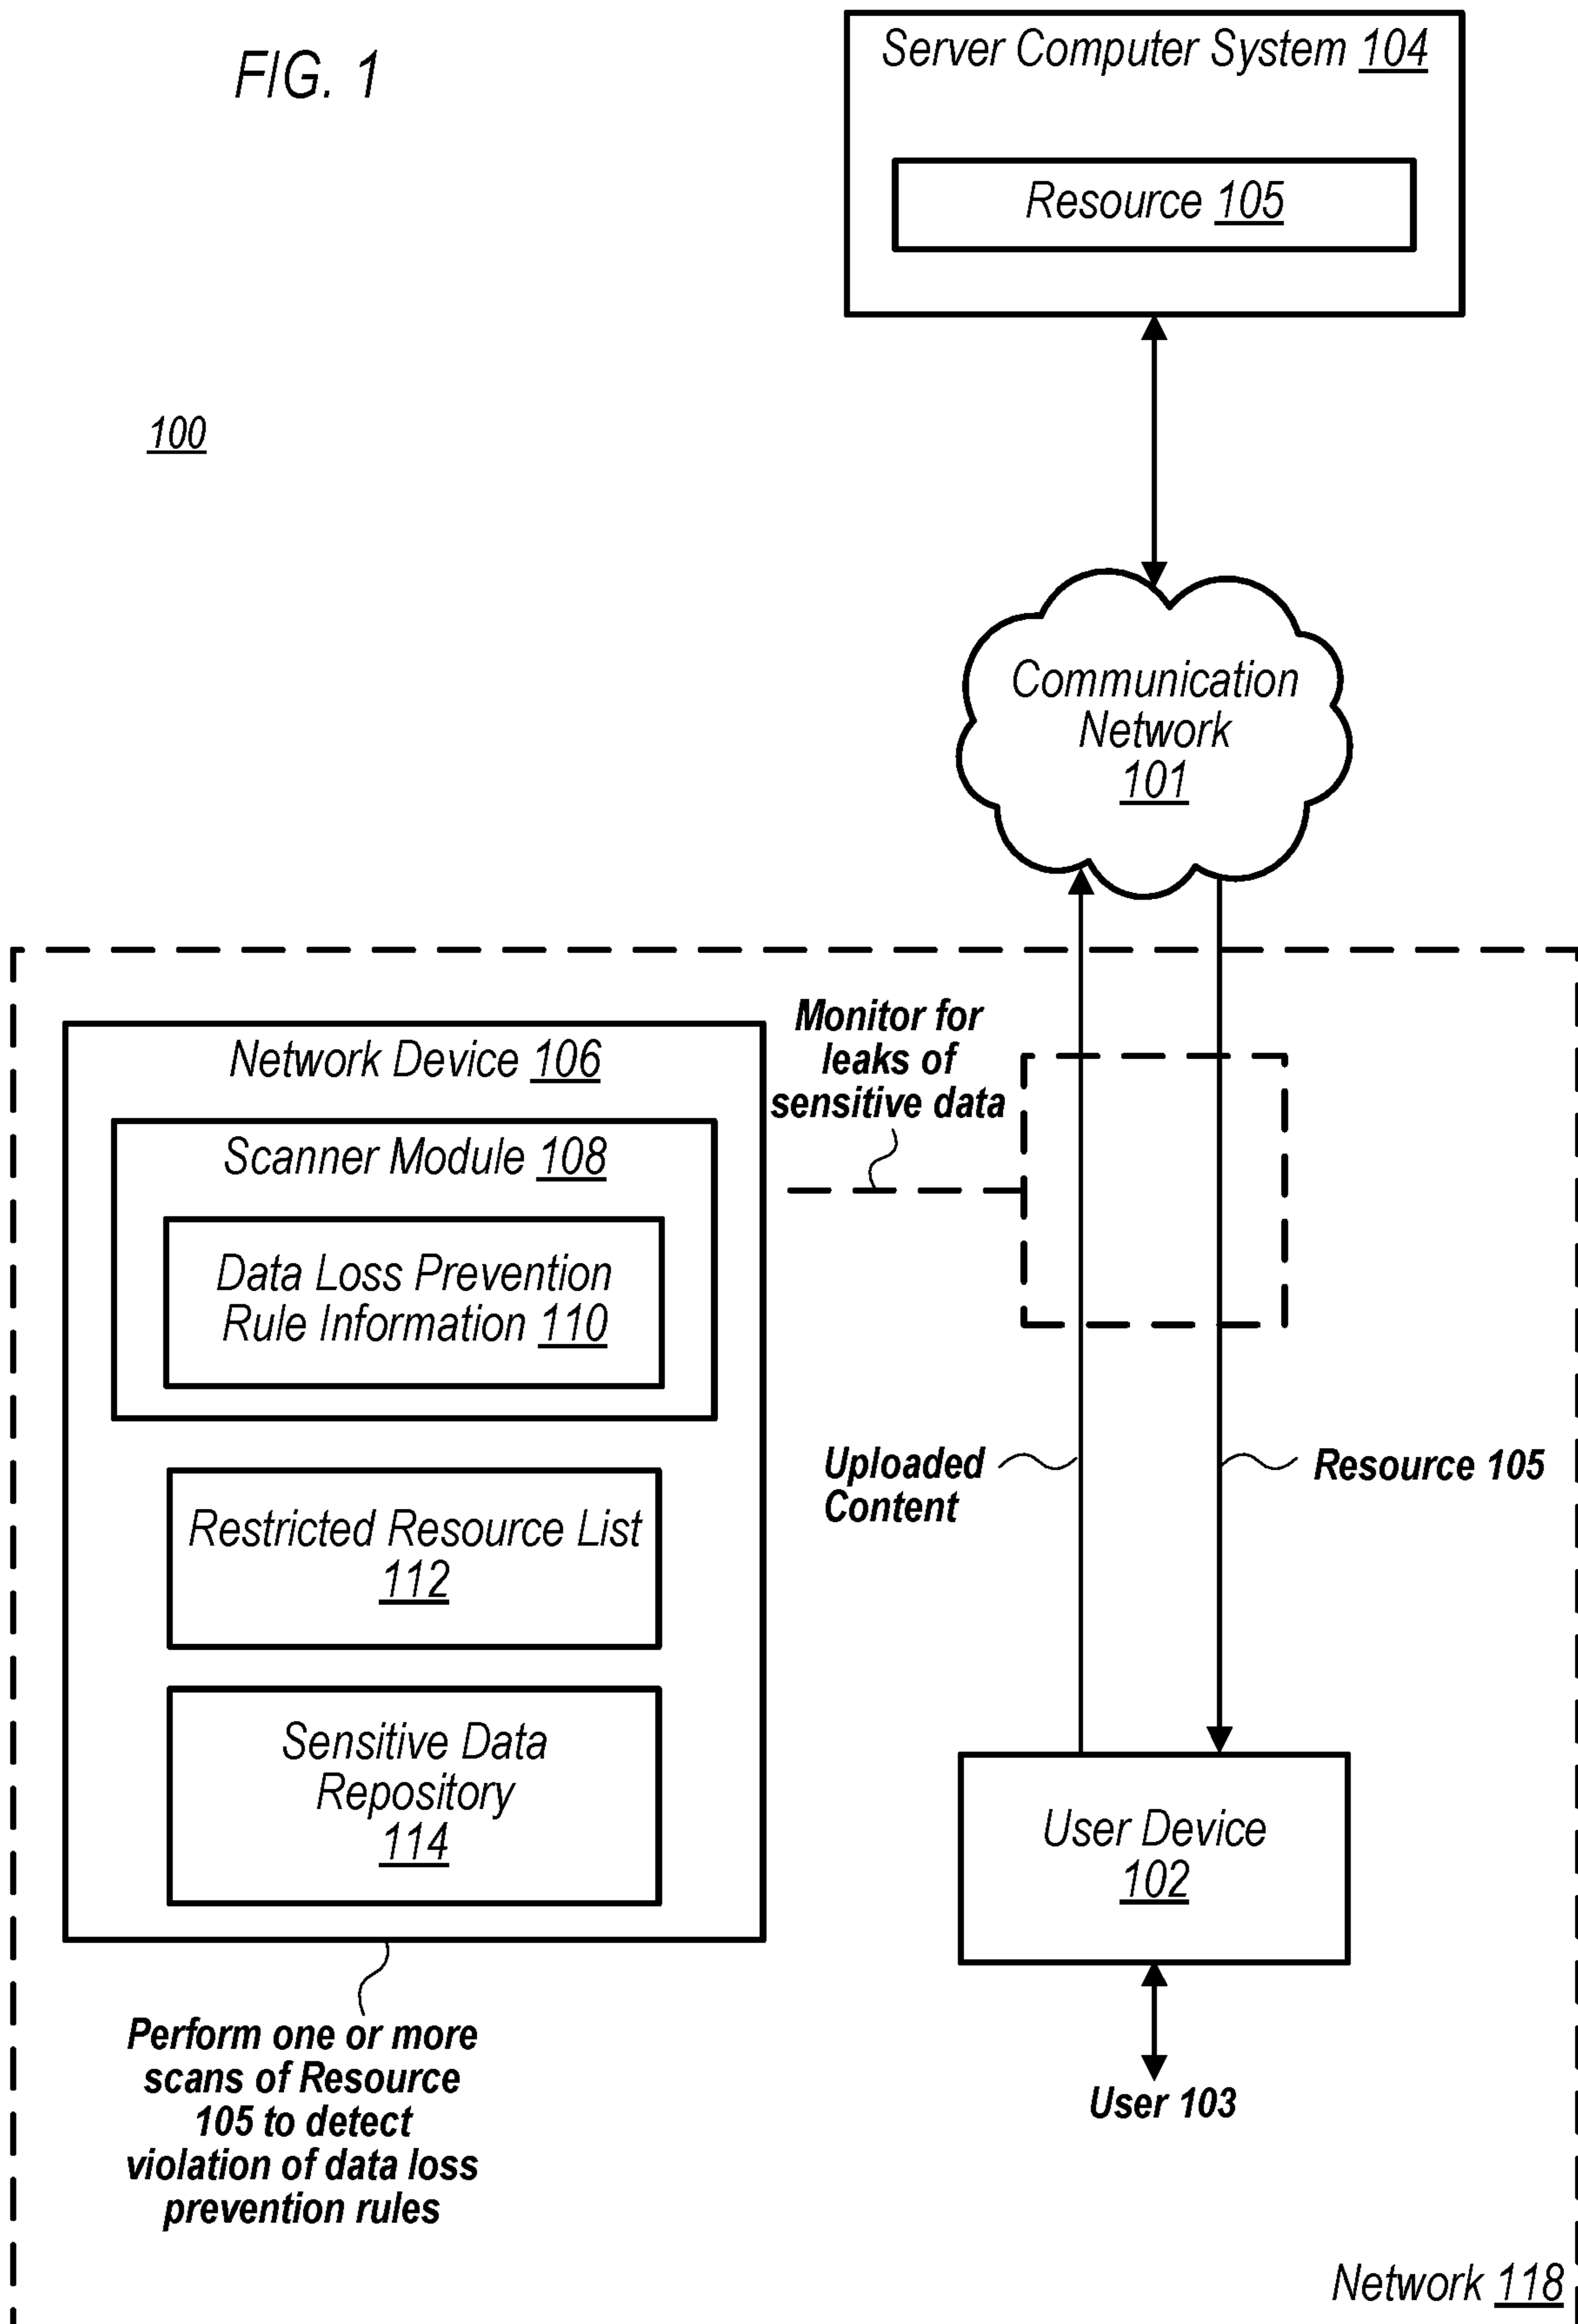 FIG. 1
Server Computer System 104
Resource 105
100
Communication
Network
101
Monitor for
leaks of
sensitive data
Network Device 106
Scanner Module 108
Data Loss Prevention
Rule Information 110
Uploaded
Content
Resource 105
Restricted Resource List
112
Sensitive Data
Repository
114
User Device
102
Perform one or more
scans of Resource
105 to detect
violation of data loss
prevention rules
User 103
Network 118